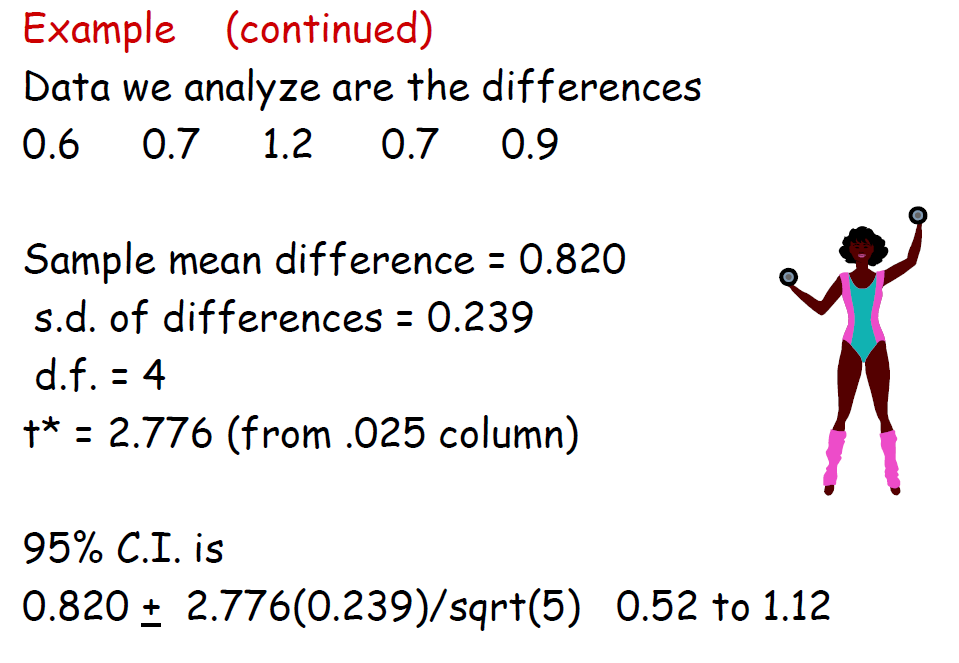 Example (continued)
Data we analyze are the differences
0.6 0.7 1.2 0.7 0.9
Sample mean difference = 0.820
s.d. of differences = 0.239
d.f. = 4
t* = 2.776 (from .025 column)
95% C.I. is
0.820 ± 2.776(0.239)/sqrt(5) 0.52 to 1.12